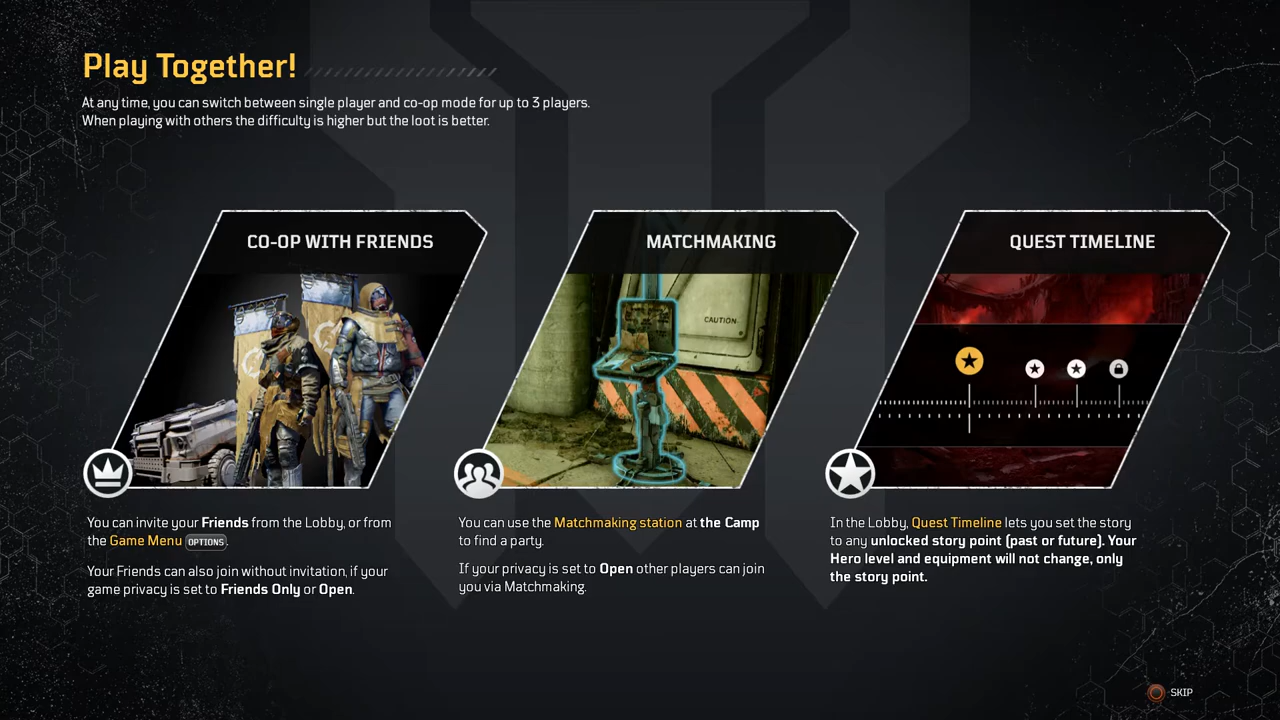 Play Together!
At any time, you can switch between single player and co-op mode for up to 3 players.
When playing with others the difficulty is higher but the loot is better.
CO-OP WITH FRIENDS
MATCHMAKING
CAUTION
QUEST TIMELINE
You can invite your Friends from the Lobby, or from
the Game Menu OPTIONS.
Your Friends can also join without invitation, if your
game privacy is set to Friends Only or Open.
You can use the Matchmaking station at the Camp
to find a party.
If your privacy is set to Open other players can join
you via Matchmaking.
In the Lobby, Quest Timeline lets you set the story
to any unlocked story point (past or future). Your
Hero level and equipment will not change, only
the story point.
SKIP